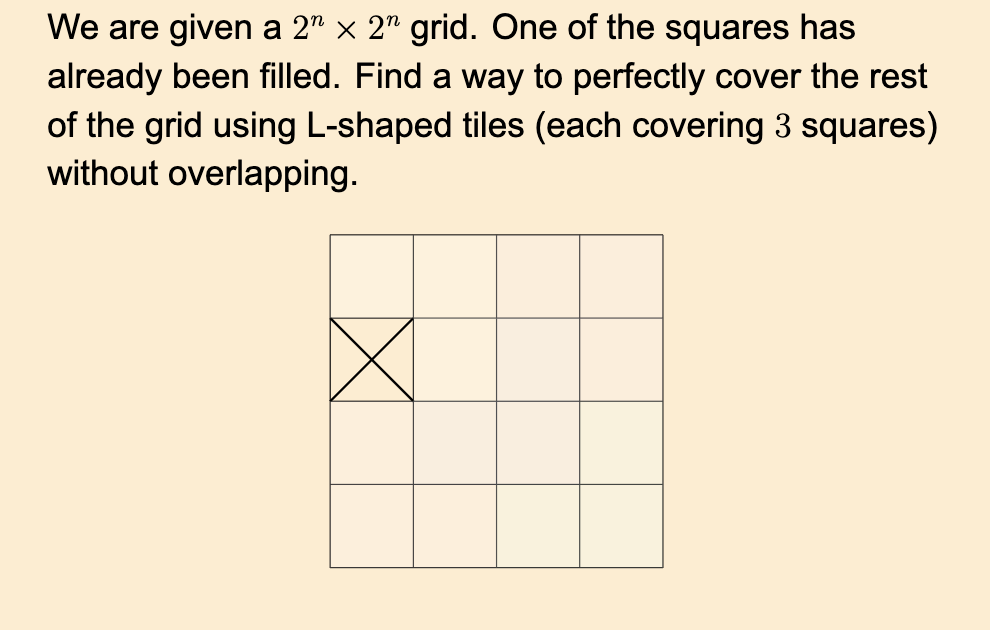 We are given a 2ⁿ × 2ⁿ grid. One of the squares has
already been filled. Find a way to perfectly cover the rest
of the grid using L-shaped tiles (each covering 3 squares)
without overlapping.